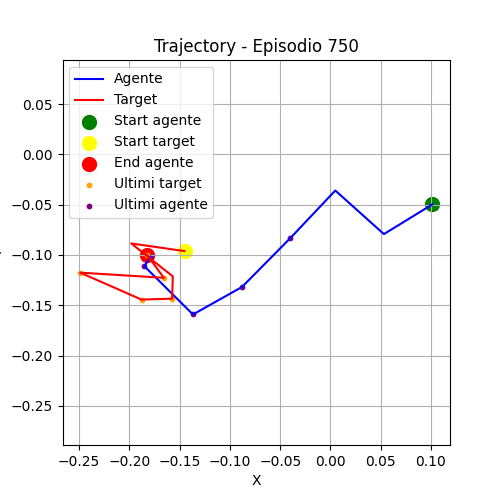 Trajectory - Episodio 750
Agente
Target
Start agente
Start target
End agente
Ultimi target
Ultimi agente
0.05
0.00
−0.05
−0.10
−0.15
−0.20
−0.25
−0.25 −0.20 −0.15 −0.10 −0.05 0.00 0.05 0.10
X